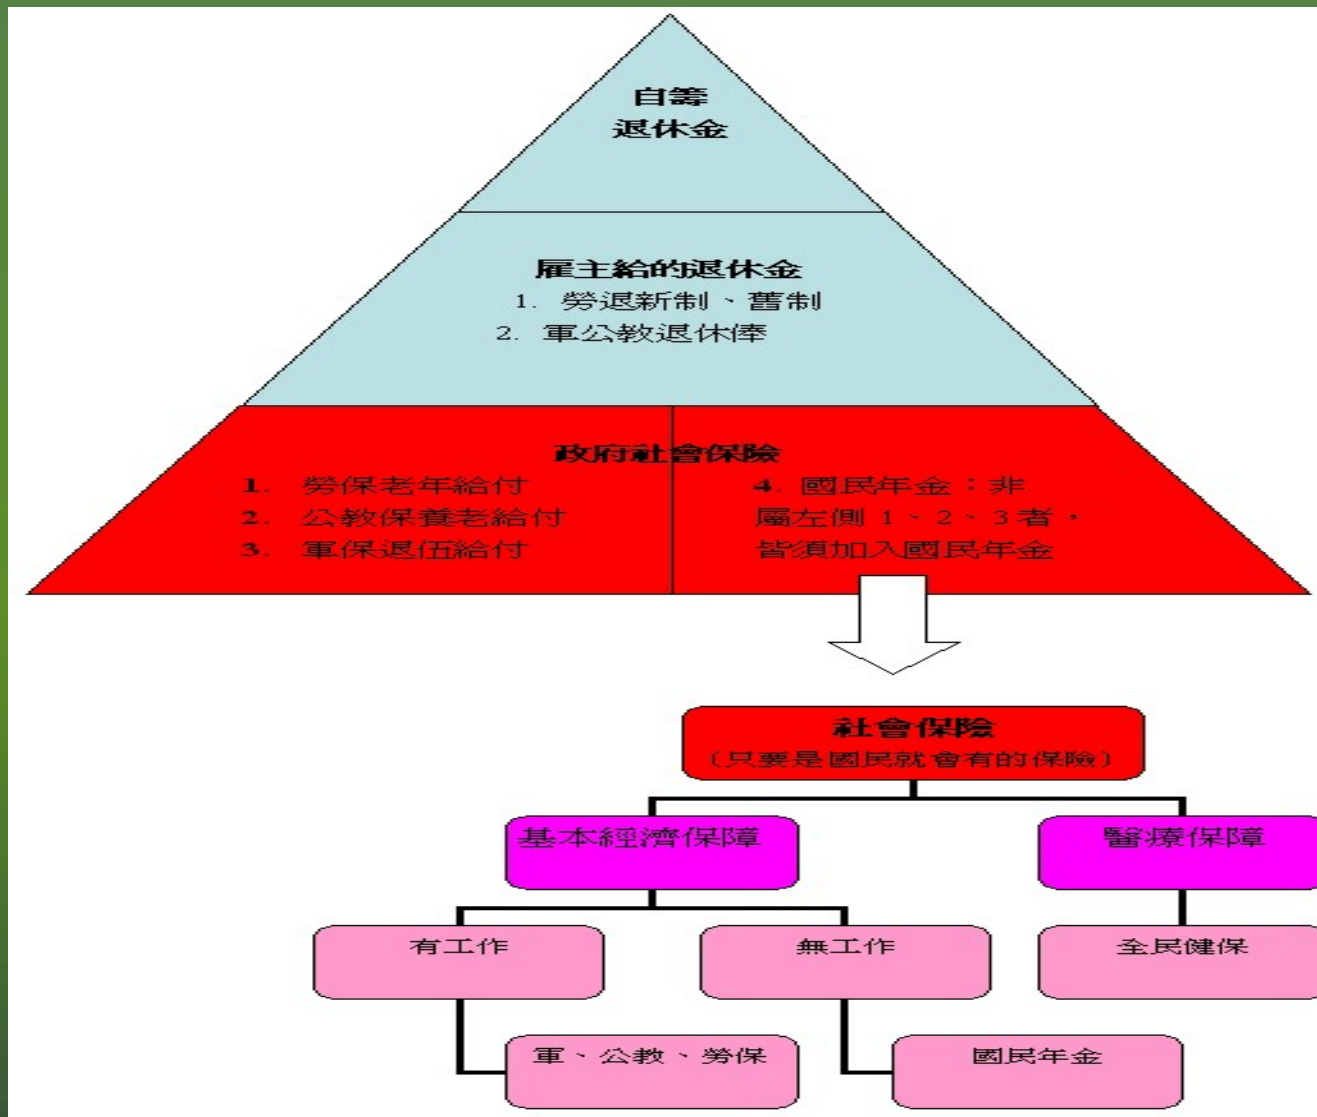 自籌
退休金
雇主給的退休金
1. 勞退新制、舊制
2. 軍公教退休俸
政府社會保險
1. 勞保老年給付
2. 公教保養老給付
3. 軍保退伍給付
4. 國民年金：非
屬左側 1、2、3 者，
皆須加入國民年金
社會保險
(只要是國民就會有的保險)
基本經濟保障
醫療保障
有工作
無工作
全民健保
軍、公教、勞保
國民年金